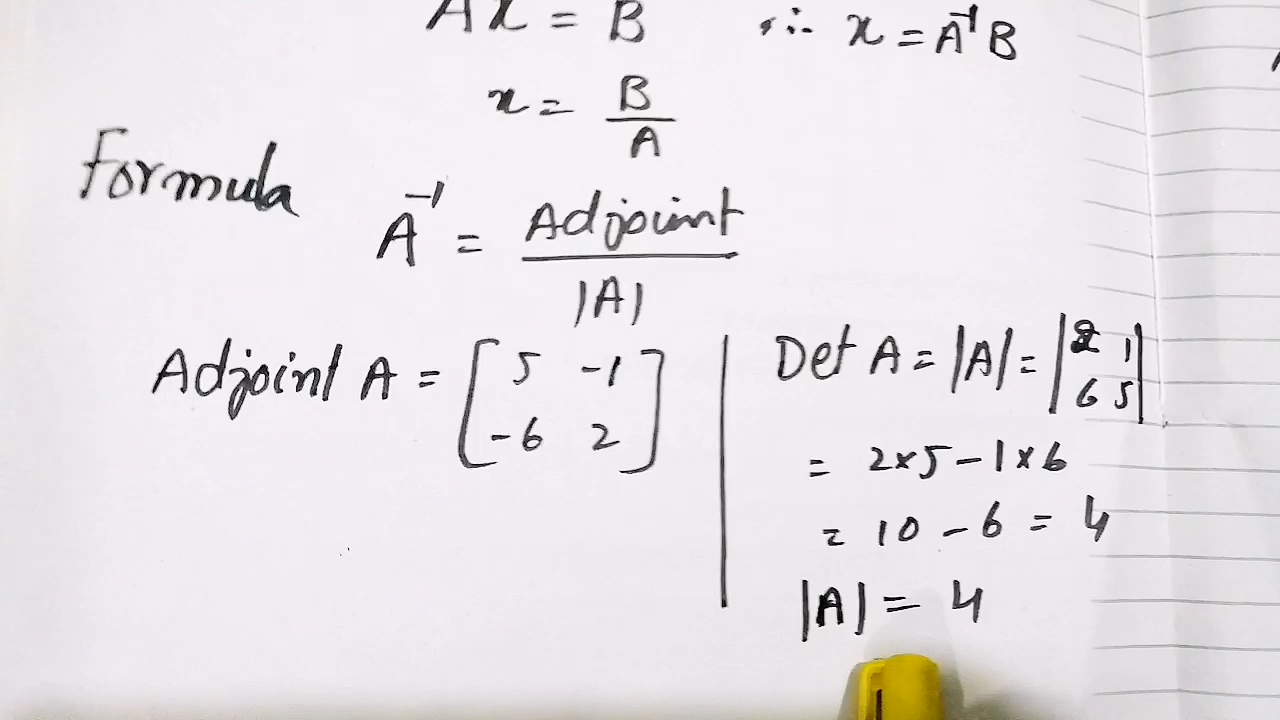 Ax = B ∴ x = A⁻¹B
x = B/A
Formula
A⁻¹ = Adjoint / |A|
Adjoint A = [5 -1
-6 2]
Det A = |A| = |2 1
6 5|
= 2×5-1×6
= 10 - 6 = 4
|A| = 4